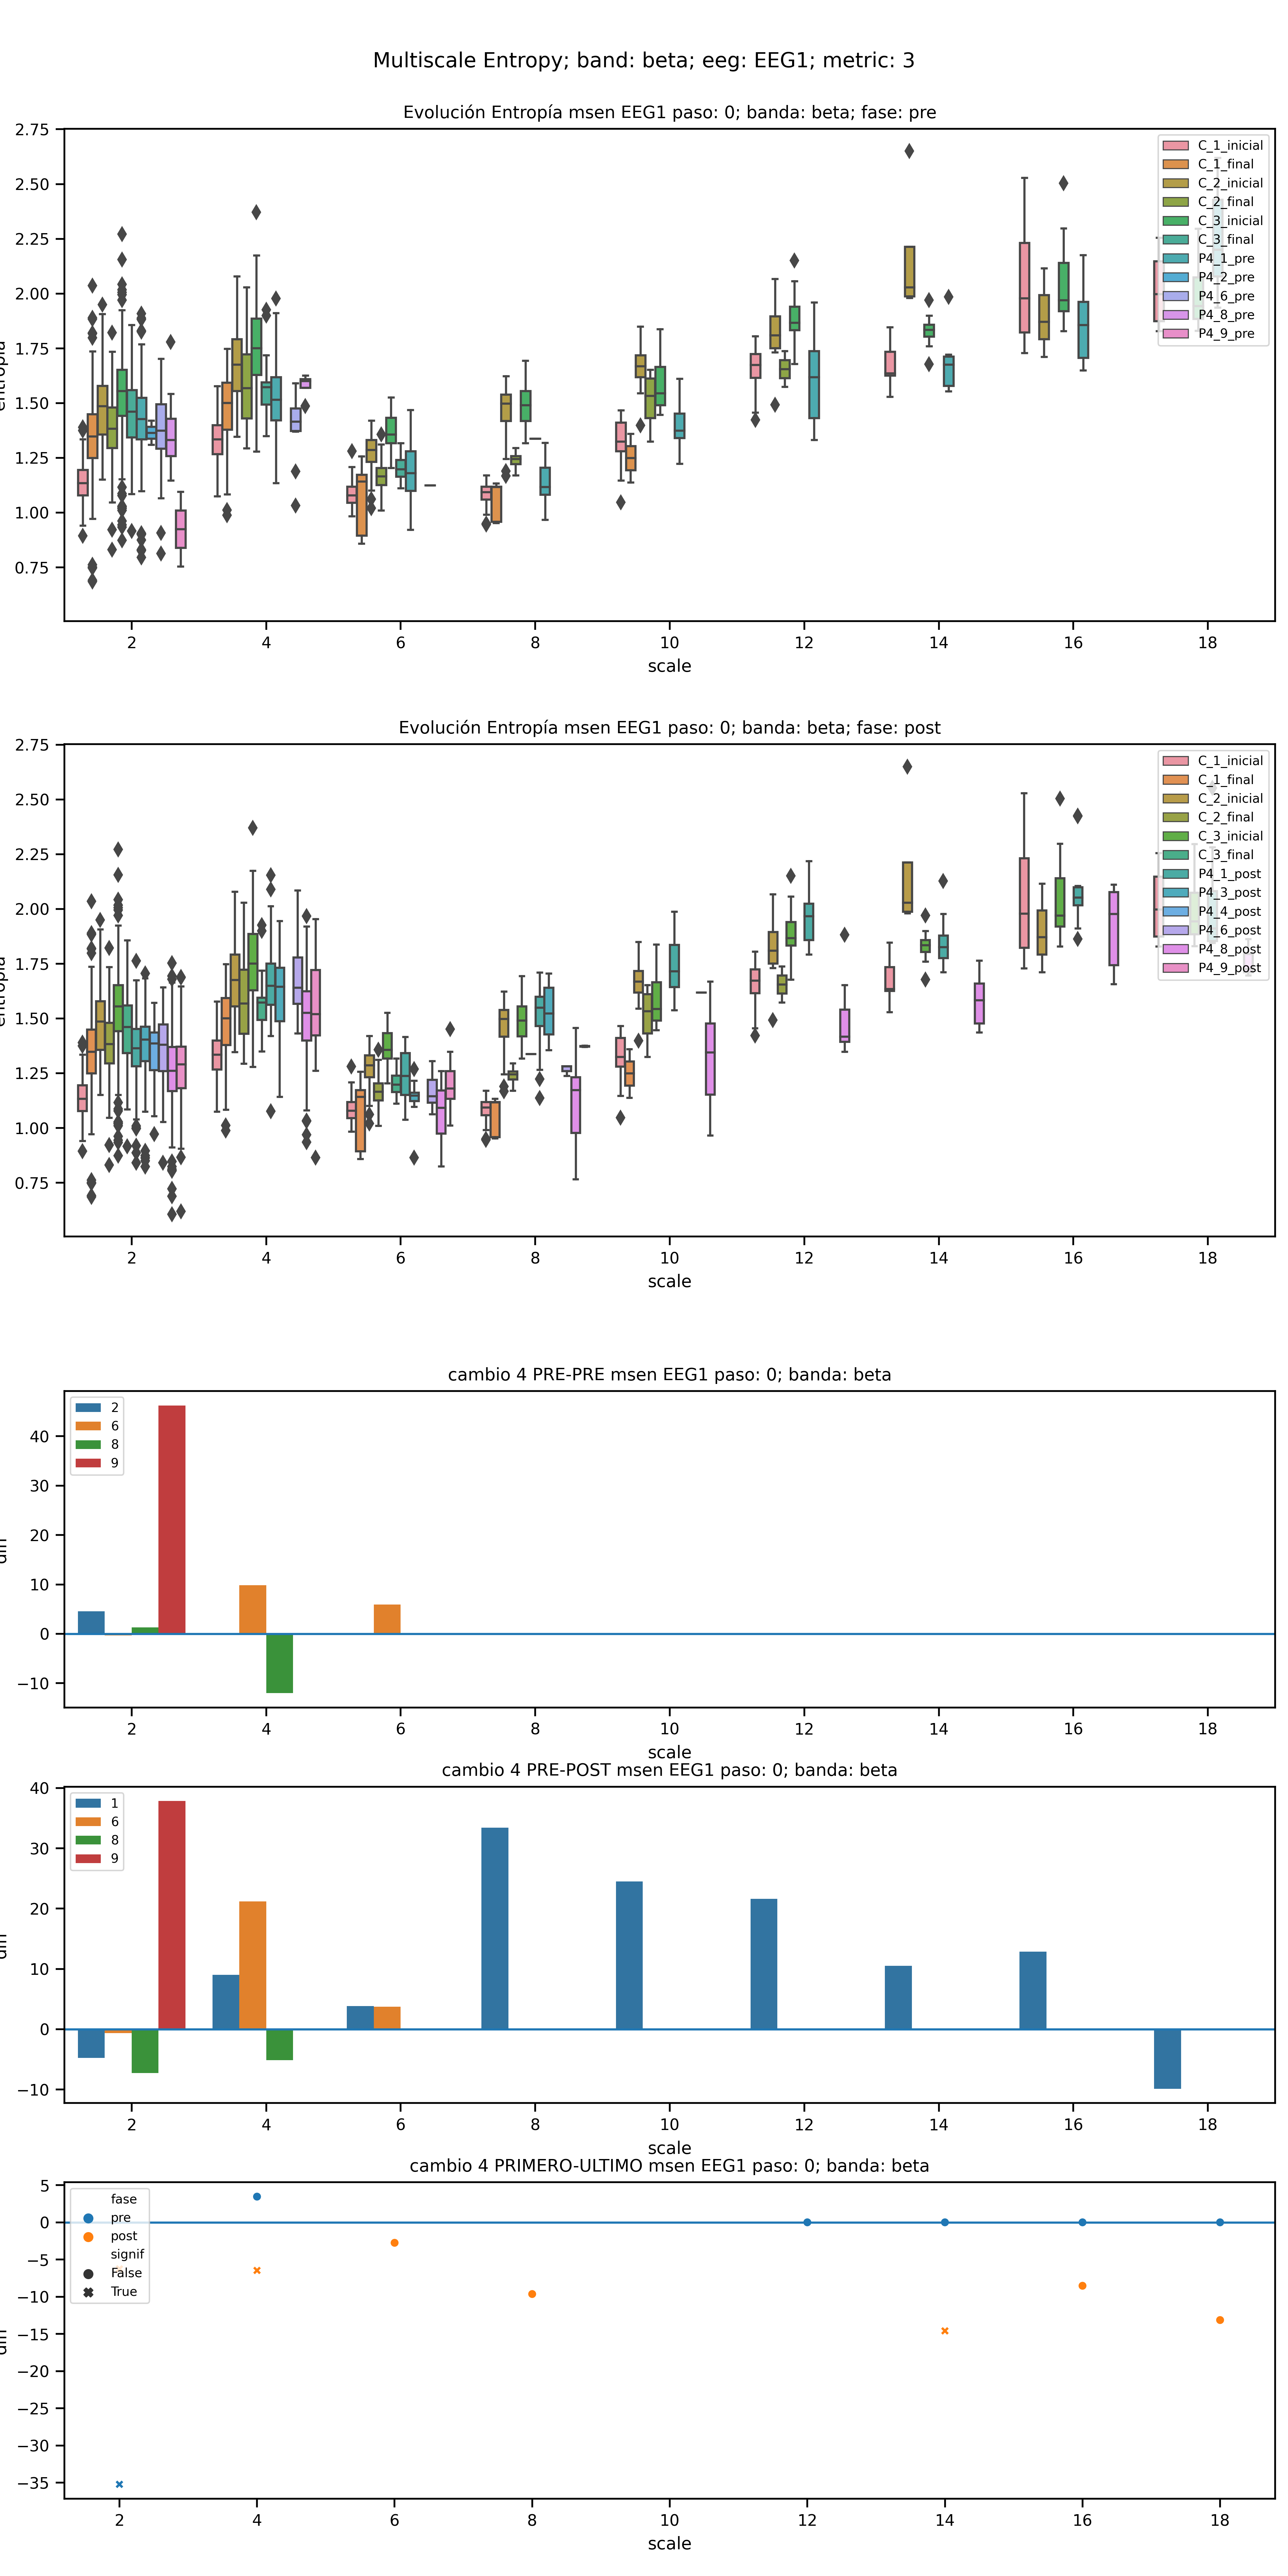 Multiscale Entropy; band: beta; eeg: EEG1; metric: 3
Evolución Entropía msen EEG1 paso: 0; banda: beta; fase: pre
2.75
2.50
2.25
2.00
1.75
1.50
1.25
1.00
0.75
C_1_inicial
C_1_final
C_2_inicial
C_2_final
C_3_inicial
C_3_final
P4_1_pre
P4_2_pre
P4_6_pre
P4_8_pre
P4_9_pre
2 4 6 8 10 12 14 16 18
scale
Evolución Entropía msen EEG1 paso: 0; banda: beta; fase: post
2.75
2.50
2.25
2.00
1.75
1.50
1.25
1.00
0.75
C_1_inicial
C_1_final
C_2_inicial
C_2_final
C_3_inicial
C_3_final
P4_1_post
P4_3_post
P4_4_post
P4_6_post
P4_8_post
P4_9_post
2 4 6 8 10 12 14 16 18
scale
cambio 4 PRE-PRE msen EEG1 paso: 0; banda: beta
2
6
8
9
40
30
20
10
0
−10
2 4 6 8 10 12 14 16 18
scale
cambio 4 PRE-POST msen EEG1 paso: 0; banda: beta
1
6
8
9
40
30
20
10
0
−10
2 4 6 8 10 12 14 16 18
scale
cambio 4 PRIMERO-ULTIMO msen EEG1 paso: 0; banda: beta
fase
pre
post
signif
False
True
5
0
−5
−10
−15
−20
−25
−30
−35
2 4 6 8 10 12 14 16 18
scale